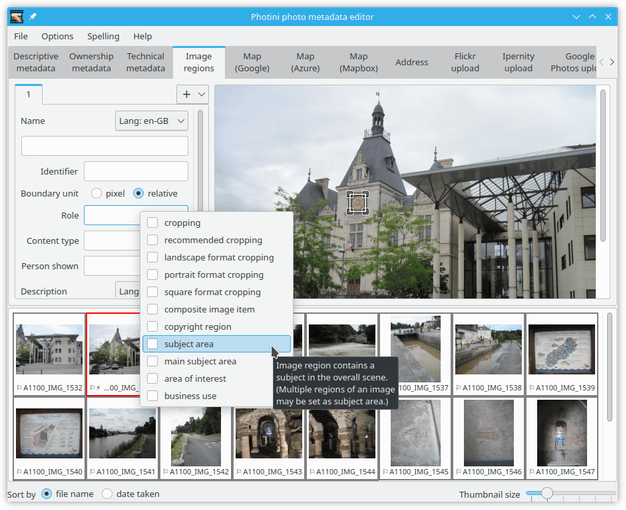 Photini photo metadata editor
File Options Spelling Help
Descriptive metadata
Ownership metadata
Technical metadata
Image regions
Map (Google)
Map (Azure)
Map (Mapbox)
Address
Flickr upload
Ipernity upload
Google Photos uplo
1
Name
Lang: en-GB
Identifier
Boundary unit pixel relative
Role
Content type
Person shown
Description
Lang
cropping
recommended cropping
landscape format cropping
portrait format cropping
square format cropping
composite image item
copyright region
subject area
main subject area
area of interest
business use
Image region contains a
subject in the overall scene.
(Multiple regions of an image
may be set as subject area.)
A1100_IMG_1532
...00_IMG_
_1537
A1100_IMG_1538
A1100_IMG_1539
A1100_IMG_1540
A1100_IMG_1541
A1100_IMG_1542
A1100_IMG_1543
A1100_IMG_1544
A1100_IMG_1545
A1100_IMG_1546
A1100_IMG_1547
Sort by file name date taken
Thumbnail size